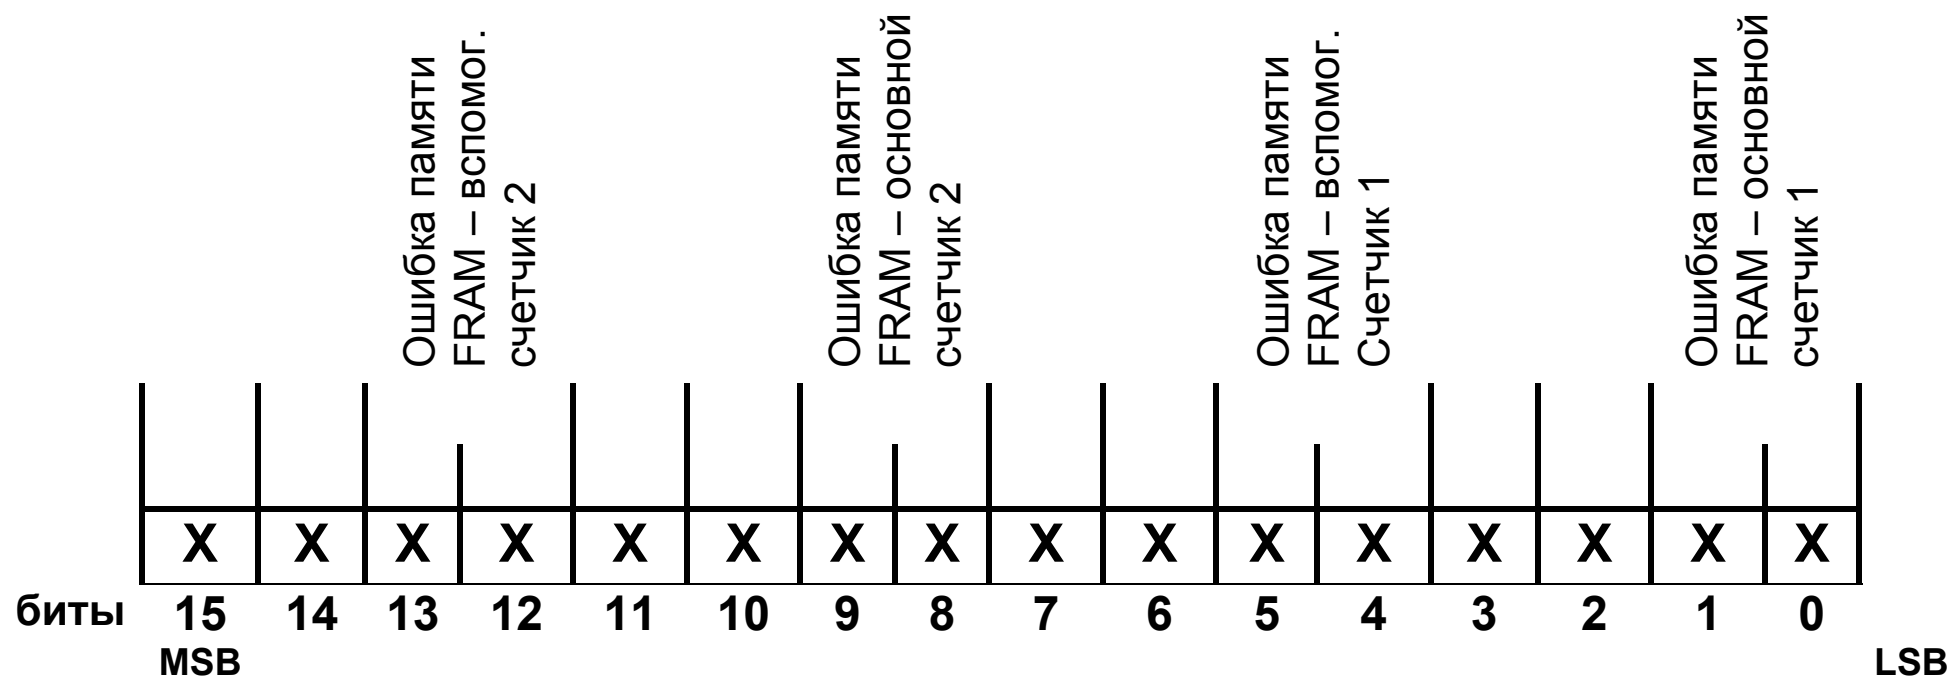 Ошибка памяти
FRAM – вспомог.
счетчик 2
Ошибка памяти
FRAM – основной
счетчик 2
Ошибка памяти
FRAM – вспомог.
Счетчик 1
Ошибка памяти
FRAM – основной
счетчик 1
X X X X X X X X X X X X X X X X
биты 15 14 13 12 11 10 9 8 7 6 5 4 3 2 1 0
MSB LSB